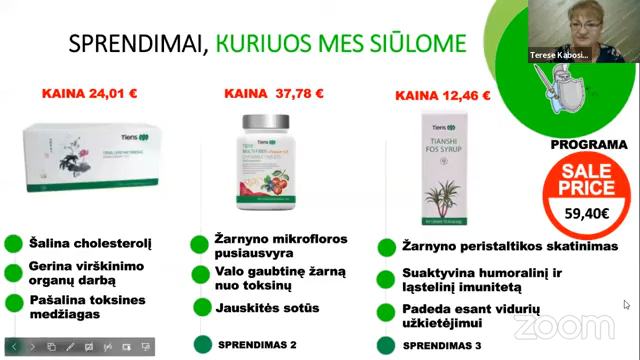 SPRENDIMAI, KURIUOS MES SIŪLOME
Terese Kabosi...
KAINA 24,01 €
KAINA 37,78 €
KAINA 12,46 €
Tiens
Tiens
Tiens
TIANSHI
FOS SYRUP
PROGRAMA
SALE
PRICE
59,40€
Šalina cholesterolį
Gerina virškinimo
organų darbą
Pašalina toksines
medžiagas
Žarnyno mikrofloros
pusiausvyra
Valo gaubtinę žarną
nuo toksinų
Jauskitės sotūs
SPRENDIMAS 2
Žarnyno peristaltikos skatinimas
Suaktyvina humoralinį ir
ląstelinį imunitetą
Padeda esant vidurių
užkietėjimui
SPRENDIMAS 3
zoom